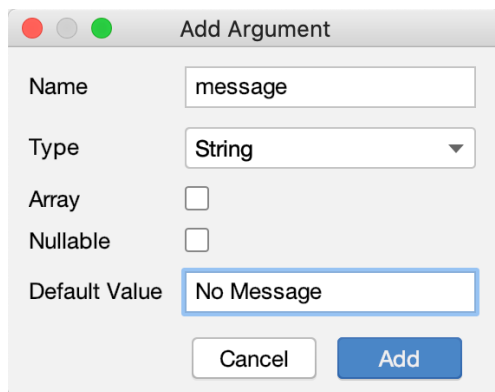 Add Argument
Name message
Type String
Array
Nullable
Default Value No Message
Cancel Add